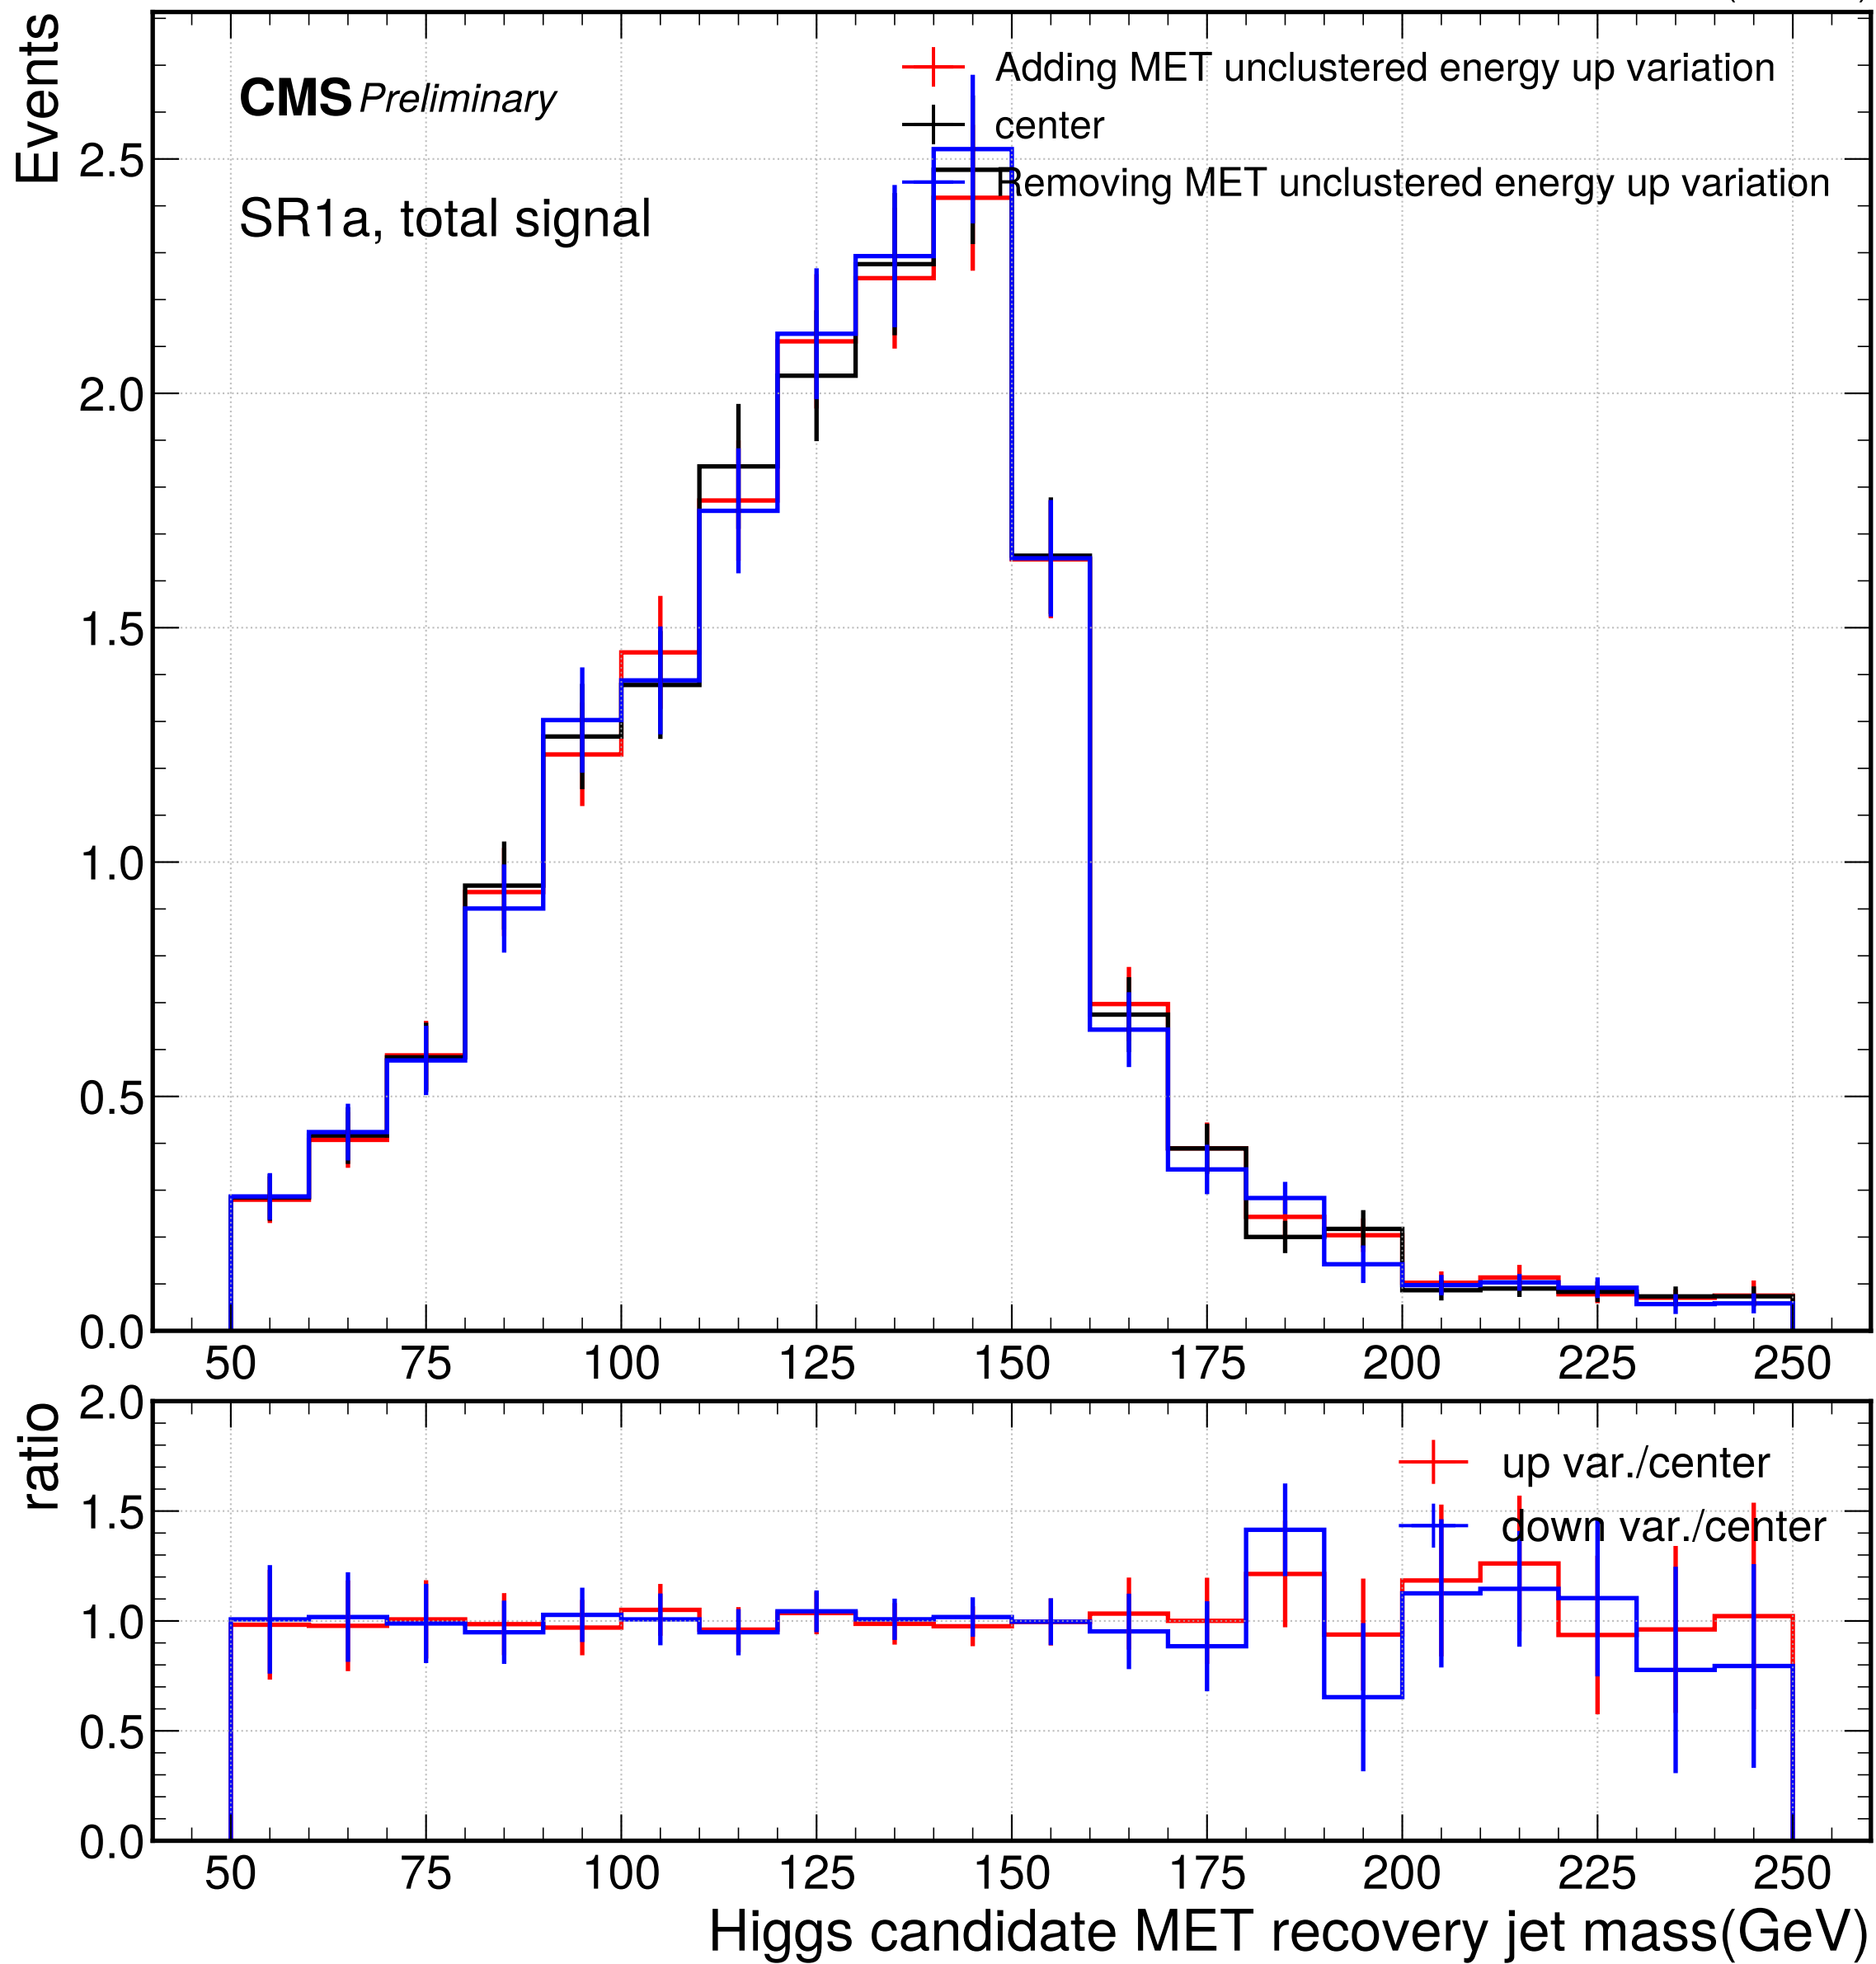 Events
CMS Preliminary
SR1a, total signal
Adding MET unclustered energy up variation
center
Removing MET unclustered energy up variation
2.5
2.0
1.5
1.0
0.5
0.0
50 75 100 125 150 175 200 225 250
ratio
up var./center
down var./center
2.0
1.5
1.0
0.5
0.0
50 75 100 125 150 175 200 225 250
Higgs candidate MET recovery jet mass(GeV)